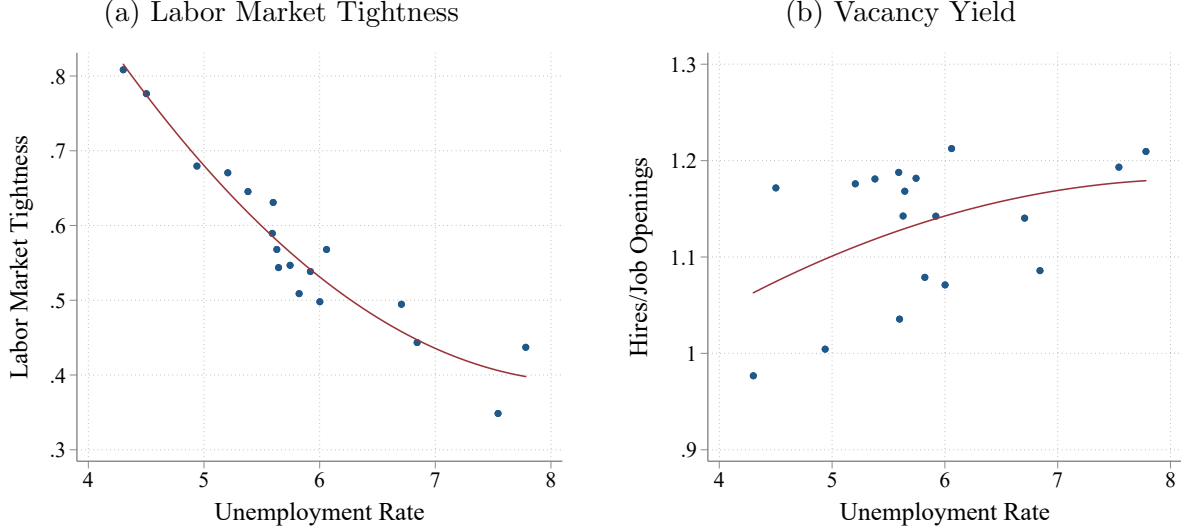 (a) Labor Market Tightness
Labor Market Tightness
.8
.7
.6
.5
.4
.3
4 5 6 7 8
Unemployment Rate
(b) Vacancy Yield
Hires/Job Openings
1.3
1.2
1.1
1
.9
4 5 6 7 8
Unemployment Rate